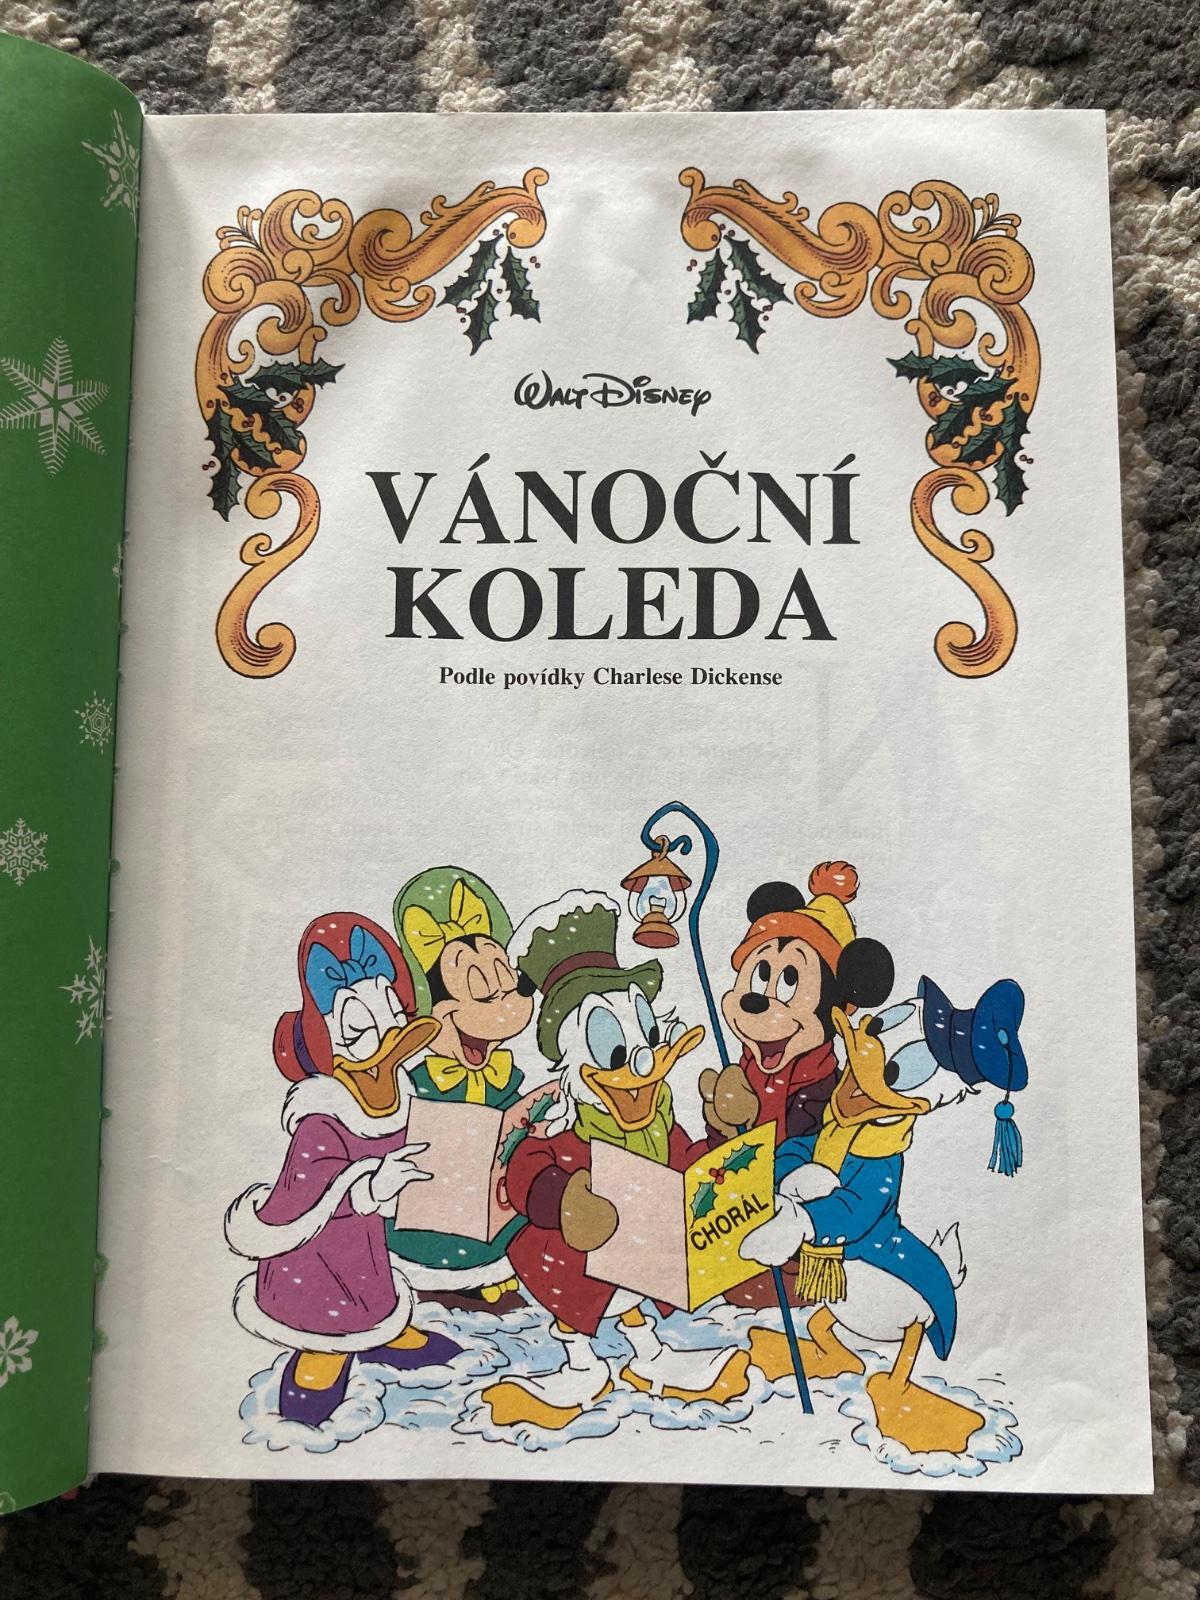 Walt Disney
VÁNOČNÍ
KOLEDA
Podle povídky Charlese Dickense
CHORÁL